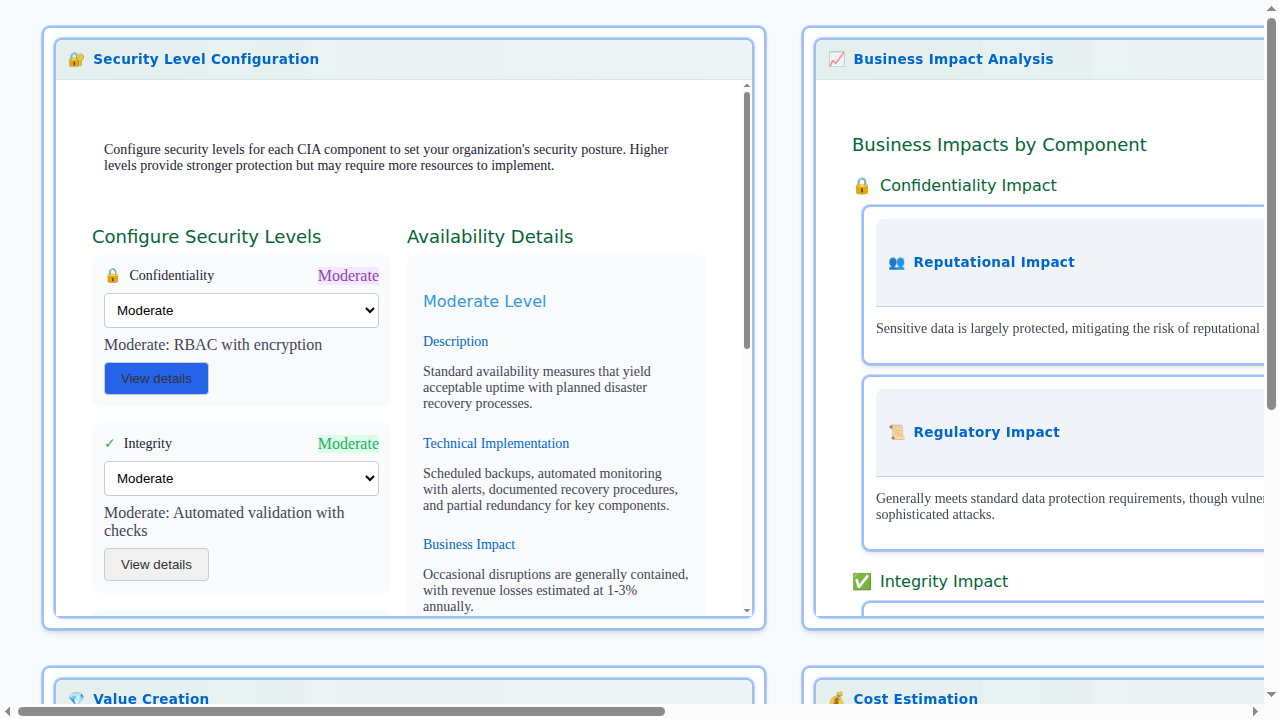 🔐 Security Level Configuration
Configure security levels for each CIA component to set your organization's security posture. Higher
levels provide stronger protection but may require more resources to implement.
Configure Security Levels
🔒 Confidentiality Moderate
Moderate
Moderate: RBAC with encryption
View details
✓ Integrity Moderate
Moderate
Moderate: Automated validation with
checks
View details
Availability Details
Moderate Level
Description
Standard availability measures that yield
acceptable uptime with planned disaster
recovery processes.
Technical Implementation
Scheduled backups, automated monitoring
with alerts, documented recovery procedures,
and partial redundancy for key components.
Business Impact
Occasional disruptions are generally contained,
with revenue losses estimated at 1-3%
annually.
📈 Business Impact Analysis
Business Impacts by Component
🔒 Confidentiality Impact
👥 Reputational Impact
Sensitive data is largely protected, mitigating the risk of reputational
📜 Regulatory Impact
Generally meets standard data protection requirements, though
sophisticated attacks.
✅ Integrity Impact
💎 Value Creation
💰 Cost Estimation